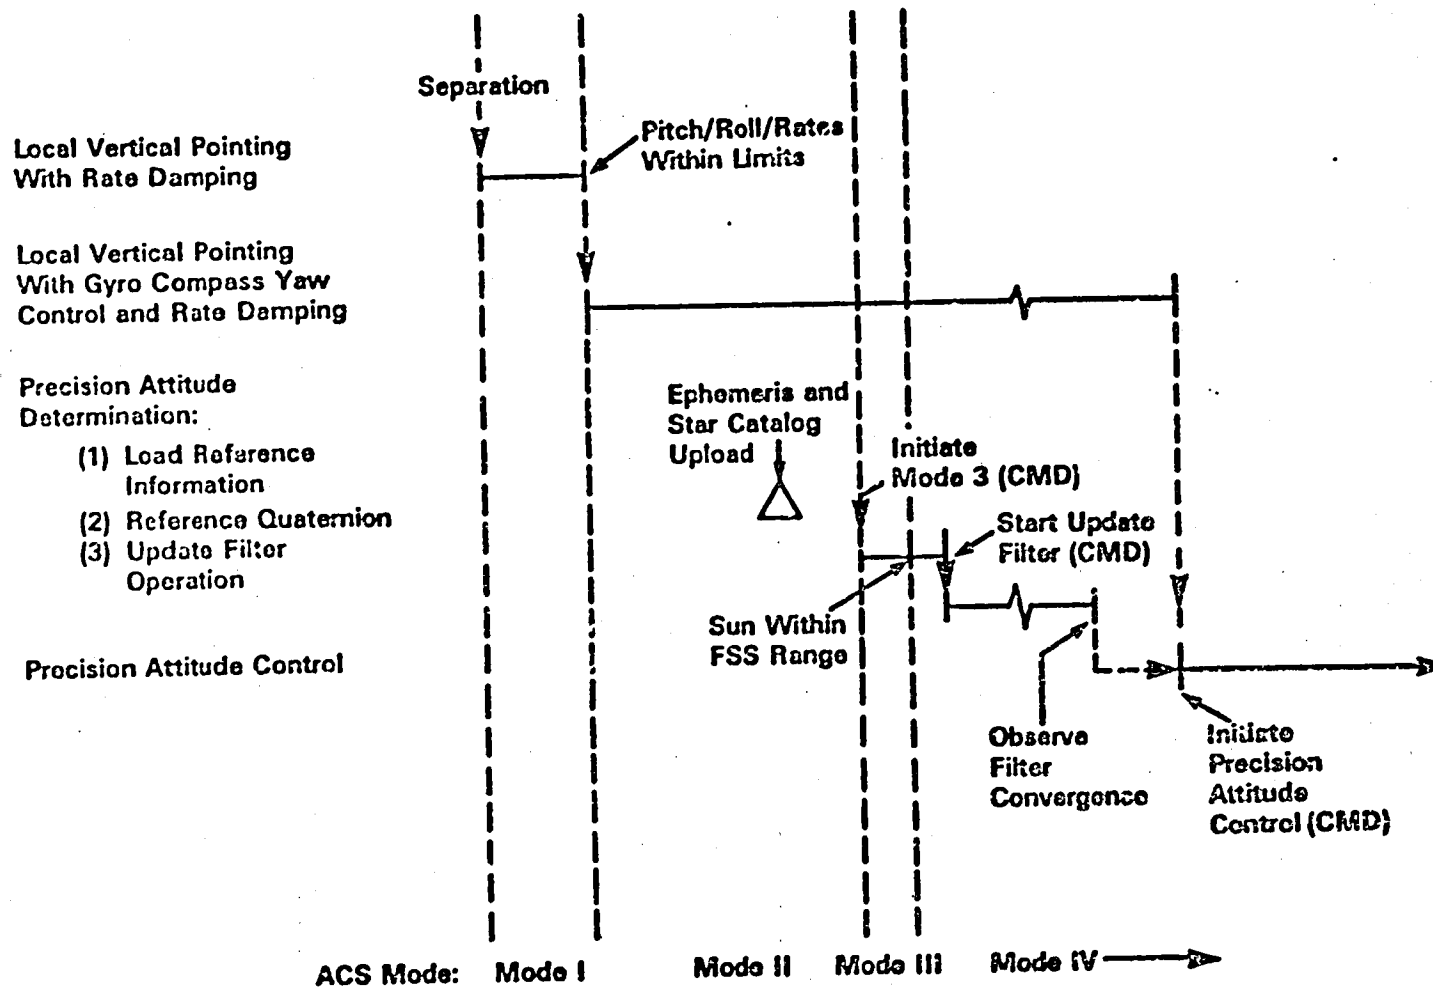 Separation
Pitch/Roll/Rates
Within Limits
Local Vertical Pointing
With Rate Damping
Local Vertical Pointing
With Gyro Compass Yaw
Control and Rate Damping
Precision Attitude
Determination:
(1) Load Reference
Information
(2) Reference Quaternion
(3) Update Filter
Operation
Ephemeris and
Star Catalog
Upload
Initiate
Mode 3 (CMD)
Start Update
Filter (CMD)
Sun Within
FSS Range
Precision Attitude Control
Observe
Filter
Convergence
Initiate
Precision
Attitude
Control (CMD)
ACS Mode: Mode I Mode II Mode III Mode IV